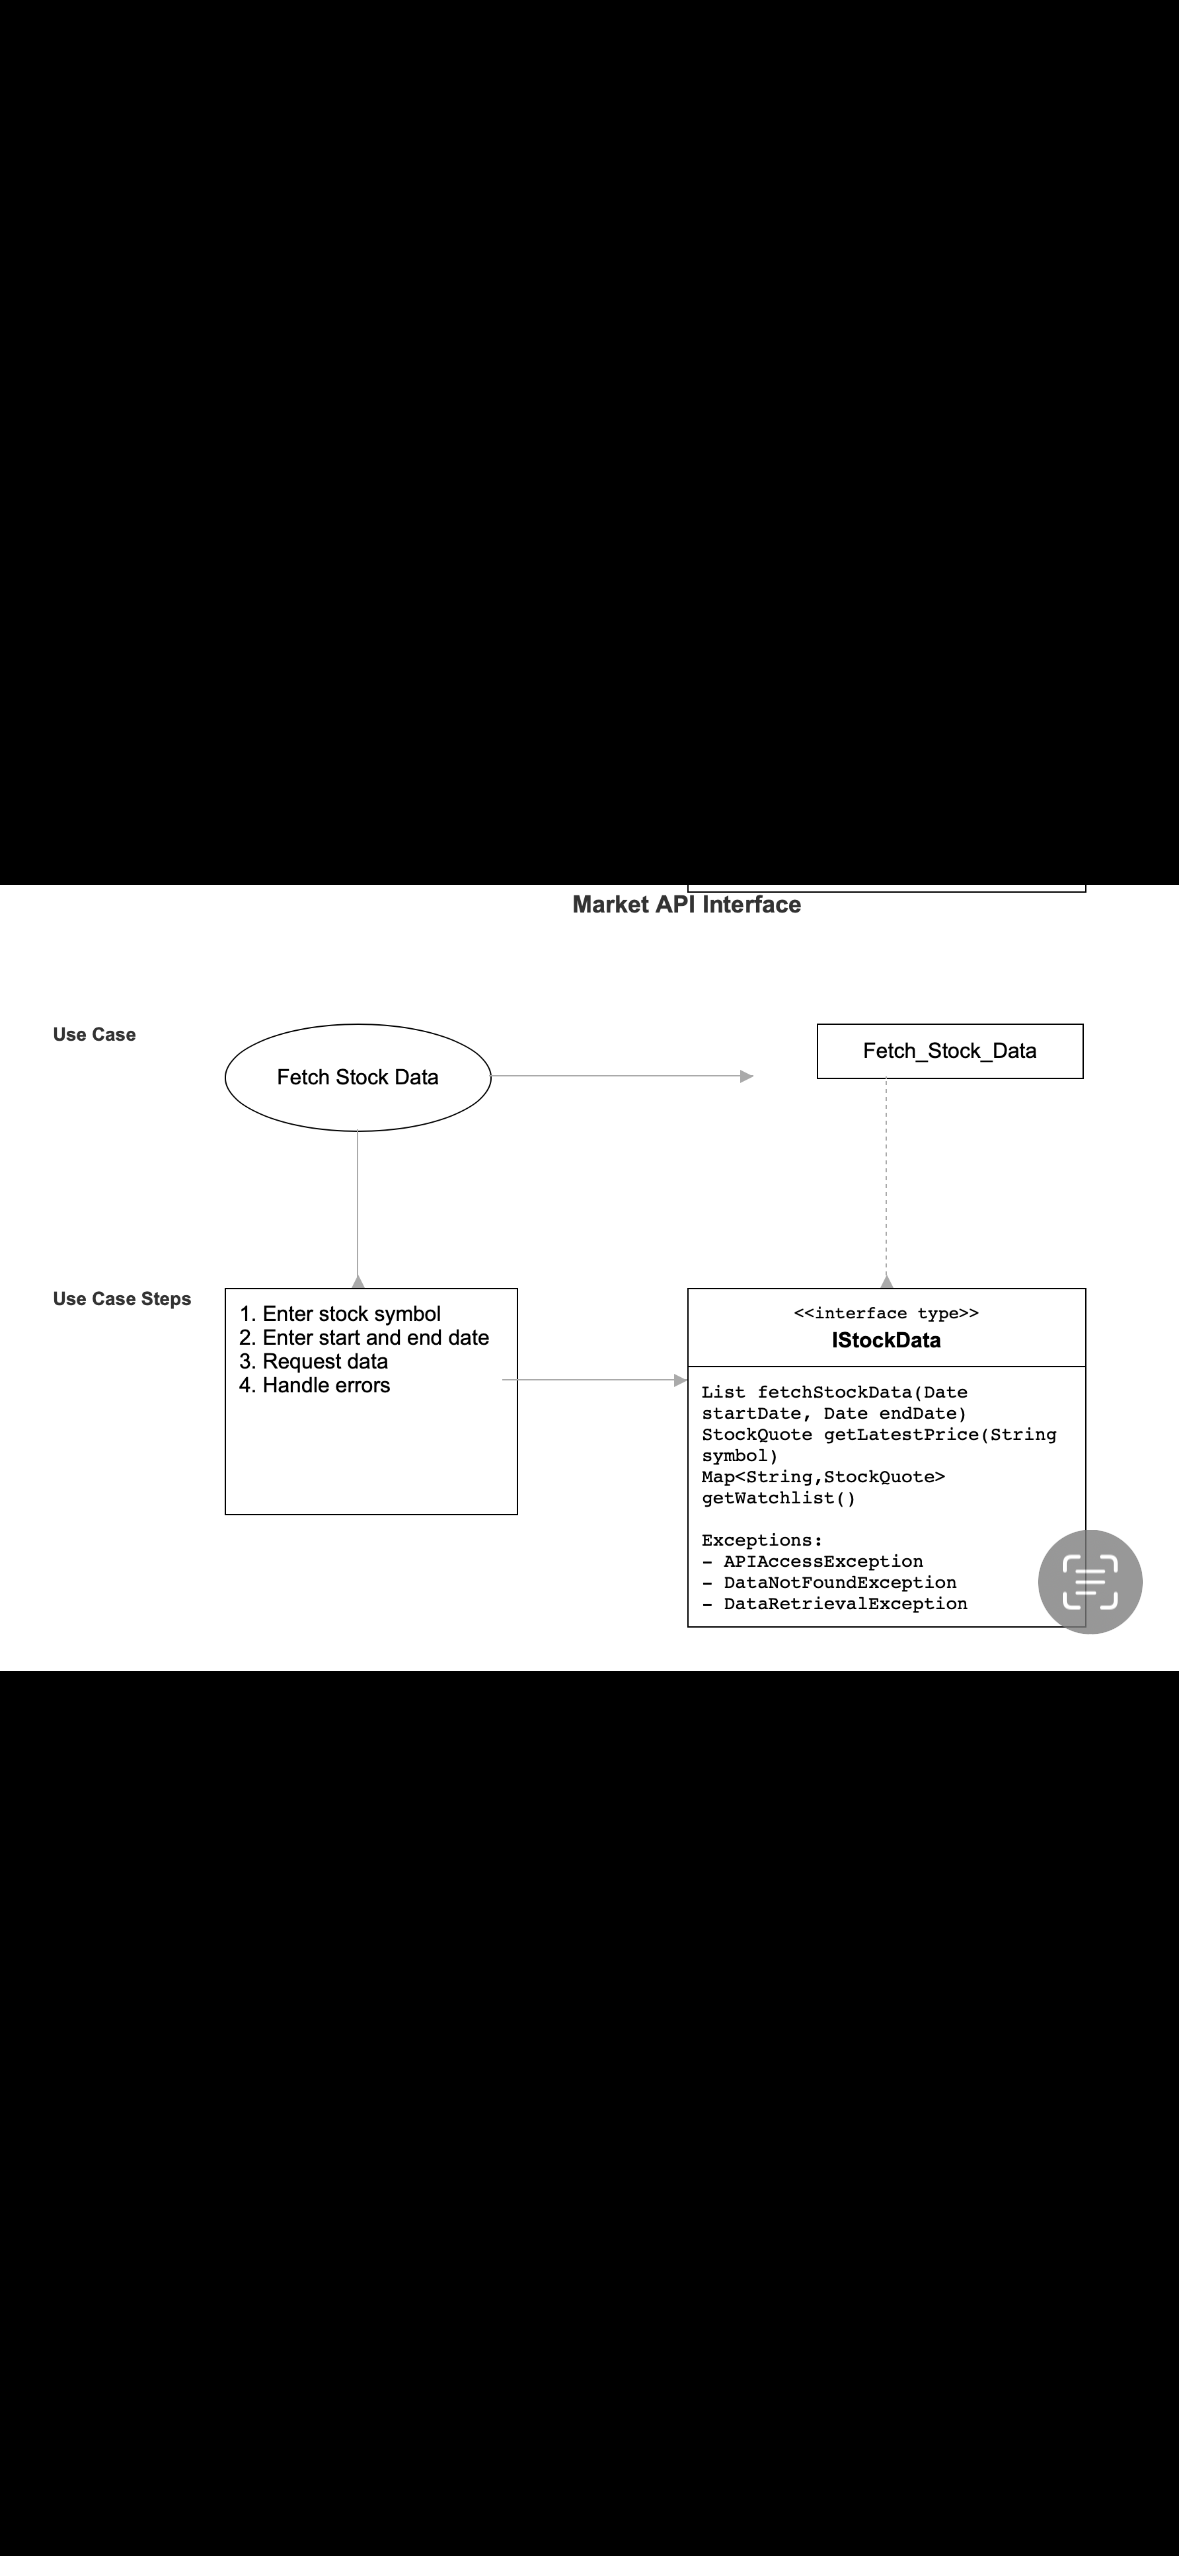 Market API Interface
Use Case
Fetch Stock Data
Fetch_Stock_Data
Use Case Steps
1. Enter stock symbol
2. Enter start and end date
3. Request data
4. Handle errors
<<interface type>>
IStockData
List fetchStockData(Date
startDate, Date endDate)
StockQuote getLatestPrice(String
symbol)
Map<String,StockQuote>
getWatchlist()
Exceptions:
- APIAccessException
- DataNotFoundException
- DataRetrievalException